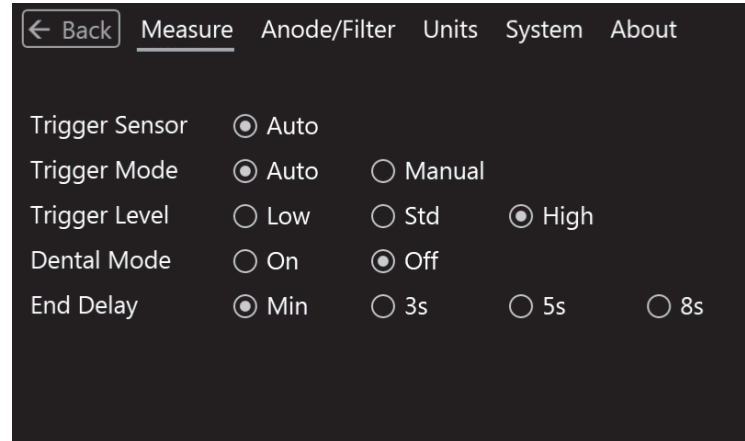 ← Back Measure Anode/Filter Units System About
Trigger Sensor Auto
Trigger Mode Auto Manual
Trigger Level Low Std High
Dental Mode On Off
End Delay Min 3s 5s 8s